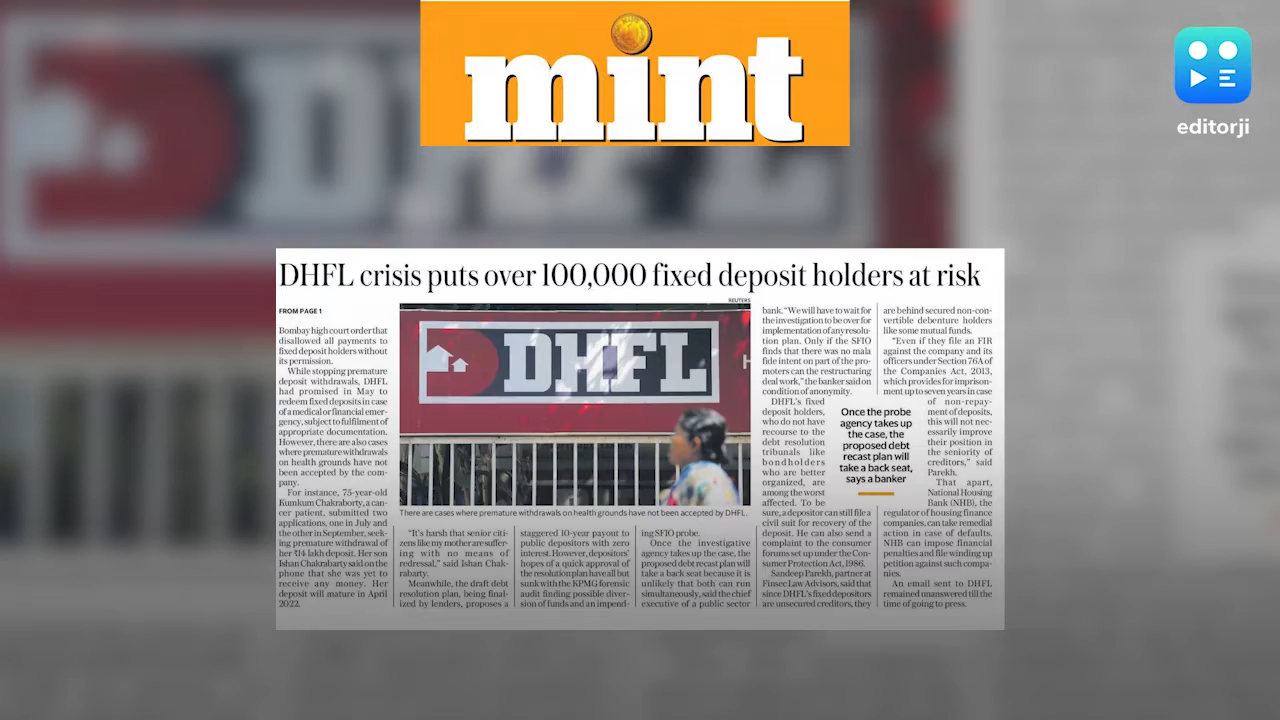 mint
editorji
DHFL crisis puts over 100,000 fixed deposit holders at risk
REUTERS
FROM PAGE 1
Bombay high court order that
disallowed all payments to
fixed deposit holders without
its permission.
While stopping premature
deposit withdrawals, DHFL
had promised in May to
redeem fixed deposits in case
of a medical or financial emer-
gency, subject to fulfilment of
appropriate documentation.
However, there are also cases
where premature withdrawals
on health grounds have not
been accepted by the com-
pany.
For instance, 75-year-old
Kumkum Chakraborty, a can-
cer patient, submitted two
applications, one in July and
the other in September, seek-
ing premature withdrawal of
her ₹14 lakh deposit. Her son
Ishan Chakrabarty said on the
phone that she was yet to
receive any money. Her
deposit will mature in April
2022.
DHFL
There are cases where premature withdrawals on health grounds have not been accepted by DHFL.
"It's harsh that senior citi-
zens like my mother are suffer-
ing with no means of
redressal," said Ishan Chak-
rabarty.
Meanwhile, the draft debt
resolution plan, being final-
ized by lenders, proposes a
staggered 10-year payout to
public depositors with zero
interest. However, depositors'
hopes of a quick approval of
the resolution plan have all but
sunk with the KPMG forensic
audit finding possible diver-
sion of funds and an impend-
ing SFIO probe.
Once the investigative
agency takes up the case, the
proposed debt recast plan will
take a back seat because it is
unlikely that both can run
simultaneously, said the chief
executive of a public sector
bank. "We will have to wait for
the investigation to be over for
implementation of any resolu-
tion plan. Only if the SFIO
finds that there was no mala
fide intent on part of the pro-
moters can the restructuring
deal work," the banker said on
condition of anonymity.
DHFL's fixed
deposit holders,
who do not have
recourse to the
debt resolution
tribunals like
bondholders
who are better
organized, are
among the worst
affected. To be
sure, a depositor can still file a
civil suit for recovery of the
deposit. He can also send a
complaint to the consumer
forums set up under the Con-
sumer Protection Act, 1986.
Sandeep Parekh, partner at
Finsec Law Advisors, said that
since DHFL's fixed depositors
are unsecured creditors, they
Once the probe
agency takes up
the case, the
proposed debt
recast plan will
take a back seat,
says a banker
are behind secured non-con-
vertible debenture holders
like some mutual funds.
"Even if they file an FIR
against the company and its
officers under Section 76A of
the Companies Act, 2013,
which provides for imprison-
ment up to seven years in case
of non-repay-
ment of deposits,
this will not nec-
essarily improve
their position in
the seniority of
creditors," said
Parekh.
That apart,
National Housing
Bank (NHB), the
regulator of housing finance
companies, can take remedial
action in case of defaults.
NHB can impose financial
penalties and file winding up
petition against such compa-
nies.
An email sent to DHFL
remained unanswered till the
time of going to press.